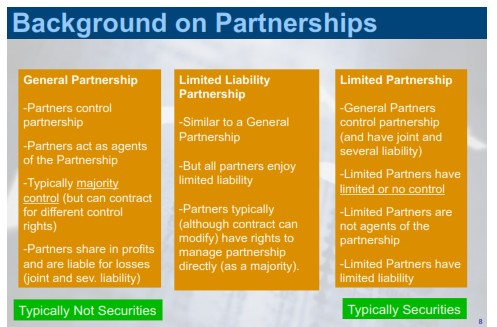 Background on Partnerships
General Partnership
-Partners control
partnership
-Partners act as agents
of the Partnership
-Typically majority
control (but can contract
for different control
rights)
-Partners share in profits
and are liable for losses
(joint and sev. liability)
Typically Not Securities
Limited Liability
Partnership
-Similar to a General
Partnership
-But all partners enjoy
limited liability
-Partners typically
(although contract can
modify) have rights to
manage partnership
directly (as a majority).
Limited Partnership
-General Partners
control partnership
(and have joint and
several liability)
-Limited Partners have
limited or no control
-Limited Partners are
not agents of the
partnership
-Limited Partners have
limited liability
Typically Securities
8